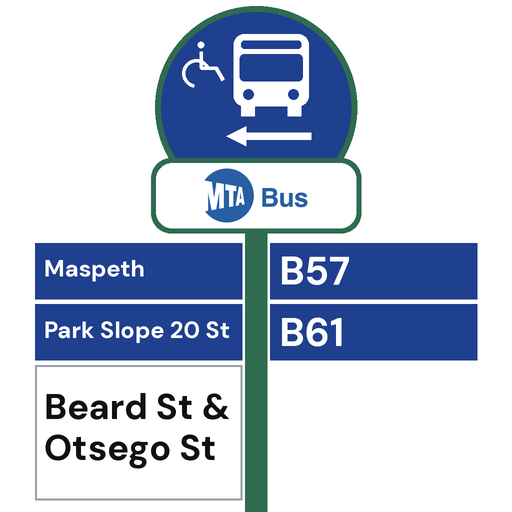 MTA Bus
Maspeth B57
Park Slope 20 St B61
Beard St &
Otsego St